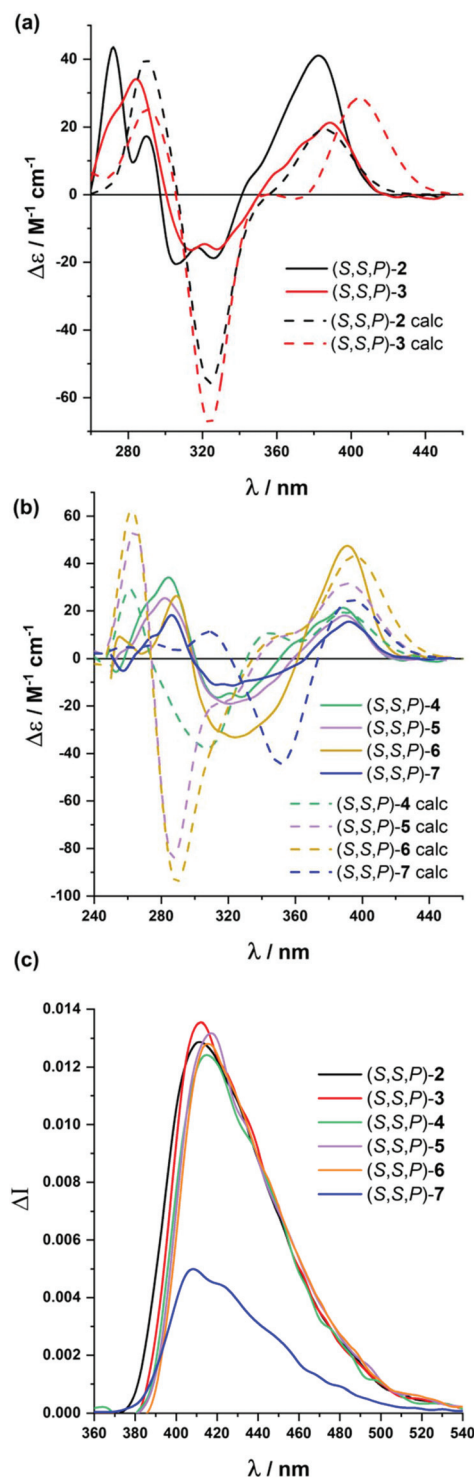 (a)
40
20
0
-20
-40
-60
Δε / M⁻¹ cm⁻¹
(S,S,P)-2
(S,S,P)-3
(S,S,P)-2 calc
(S,S,P)-3 calc
280 320 360 400 440
λ / nm
(b)
60
40
20
0
-20
-40
-60
-80
-100
Δε / M⁻¹ cm⁻¹
(S,S,P)-4
(S,S,P)-5
(S,S,P)-6
(S,S,P)-7
(S,S,P)-4 calc
(S,S,P)-5 calc
(S,S,P)-6 calc
(S,S,P)-7 calc
240 280 320 360 400 440
λ / nm
(c)
0.014
0.012
0.010
0.008
0.006
0.004
0.002
0.000
ΔI
(S,S,P)-2
(S,S,P)-3
(S,S,P)-4
(S,S,P)-5
(S,S,P)-6
(S,S,P)-7
360 380 400 420 440 460 480 500 520 540
λ / nm